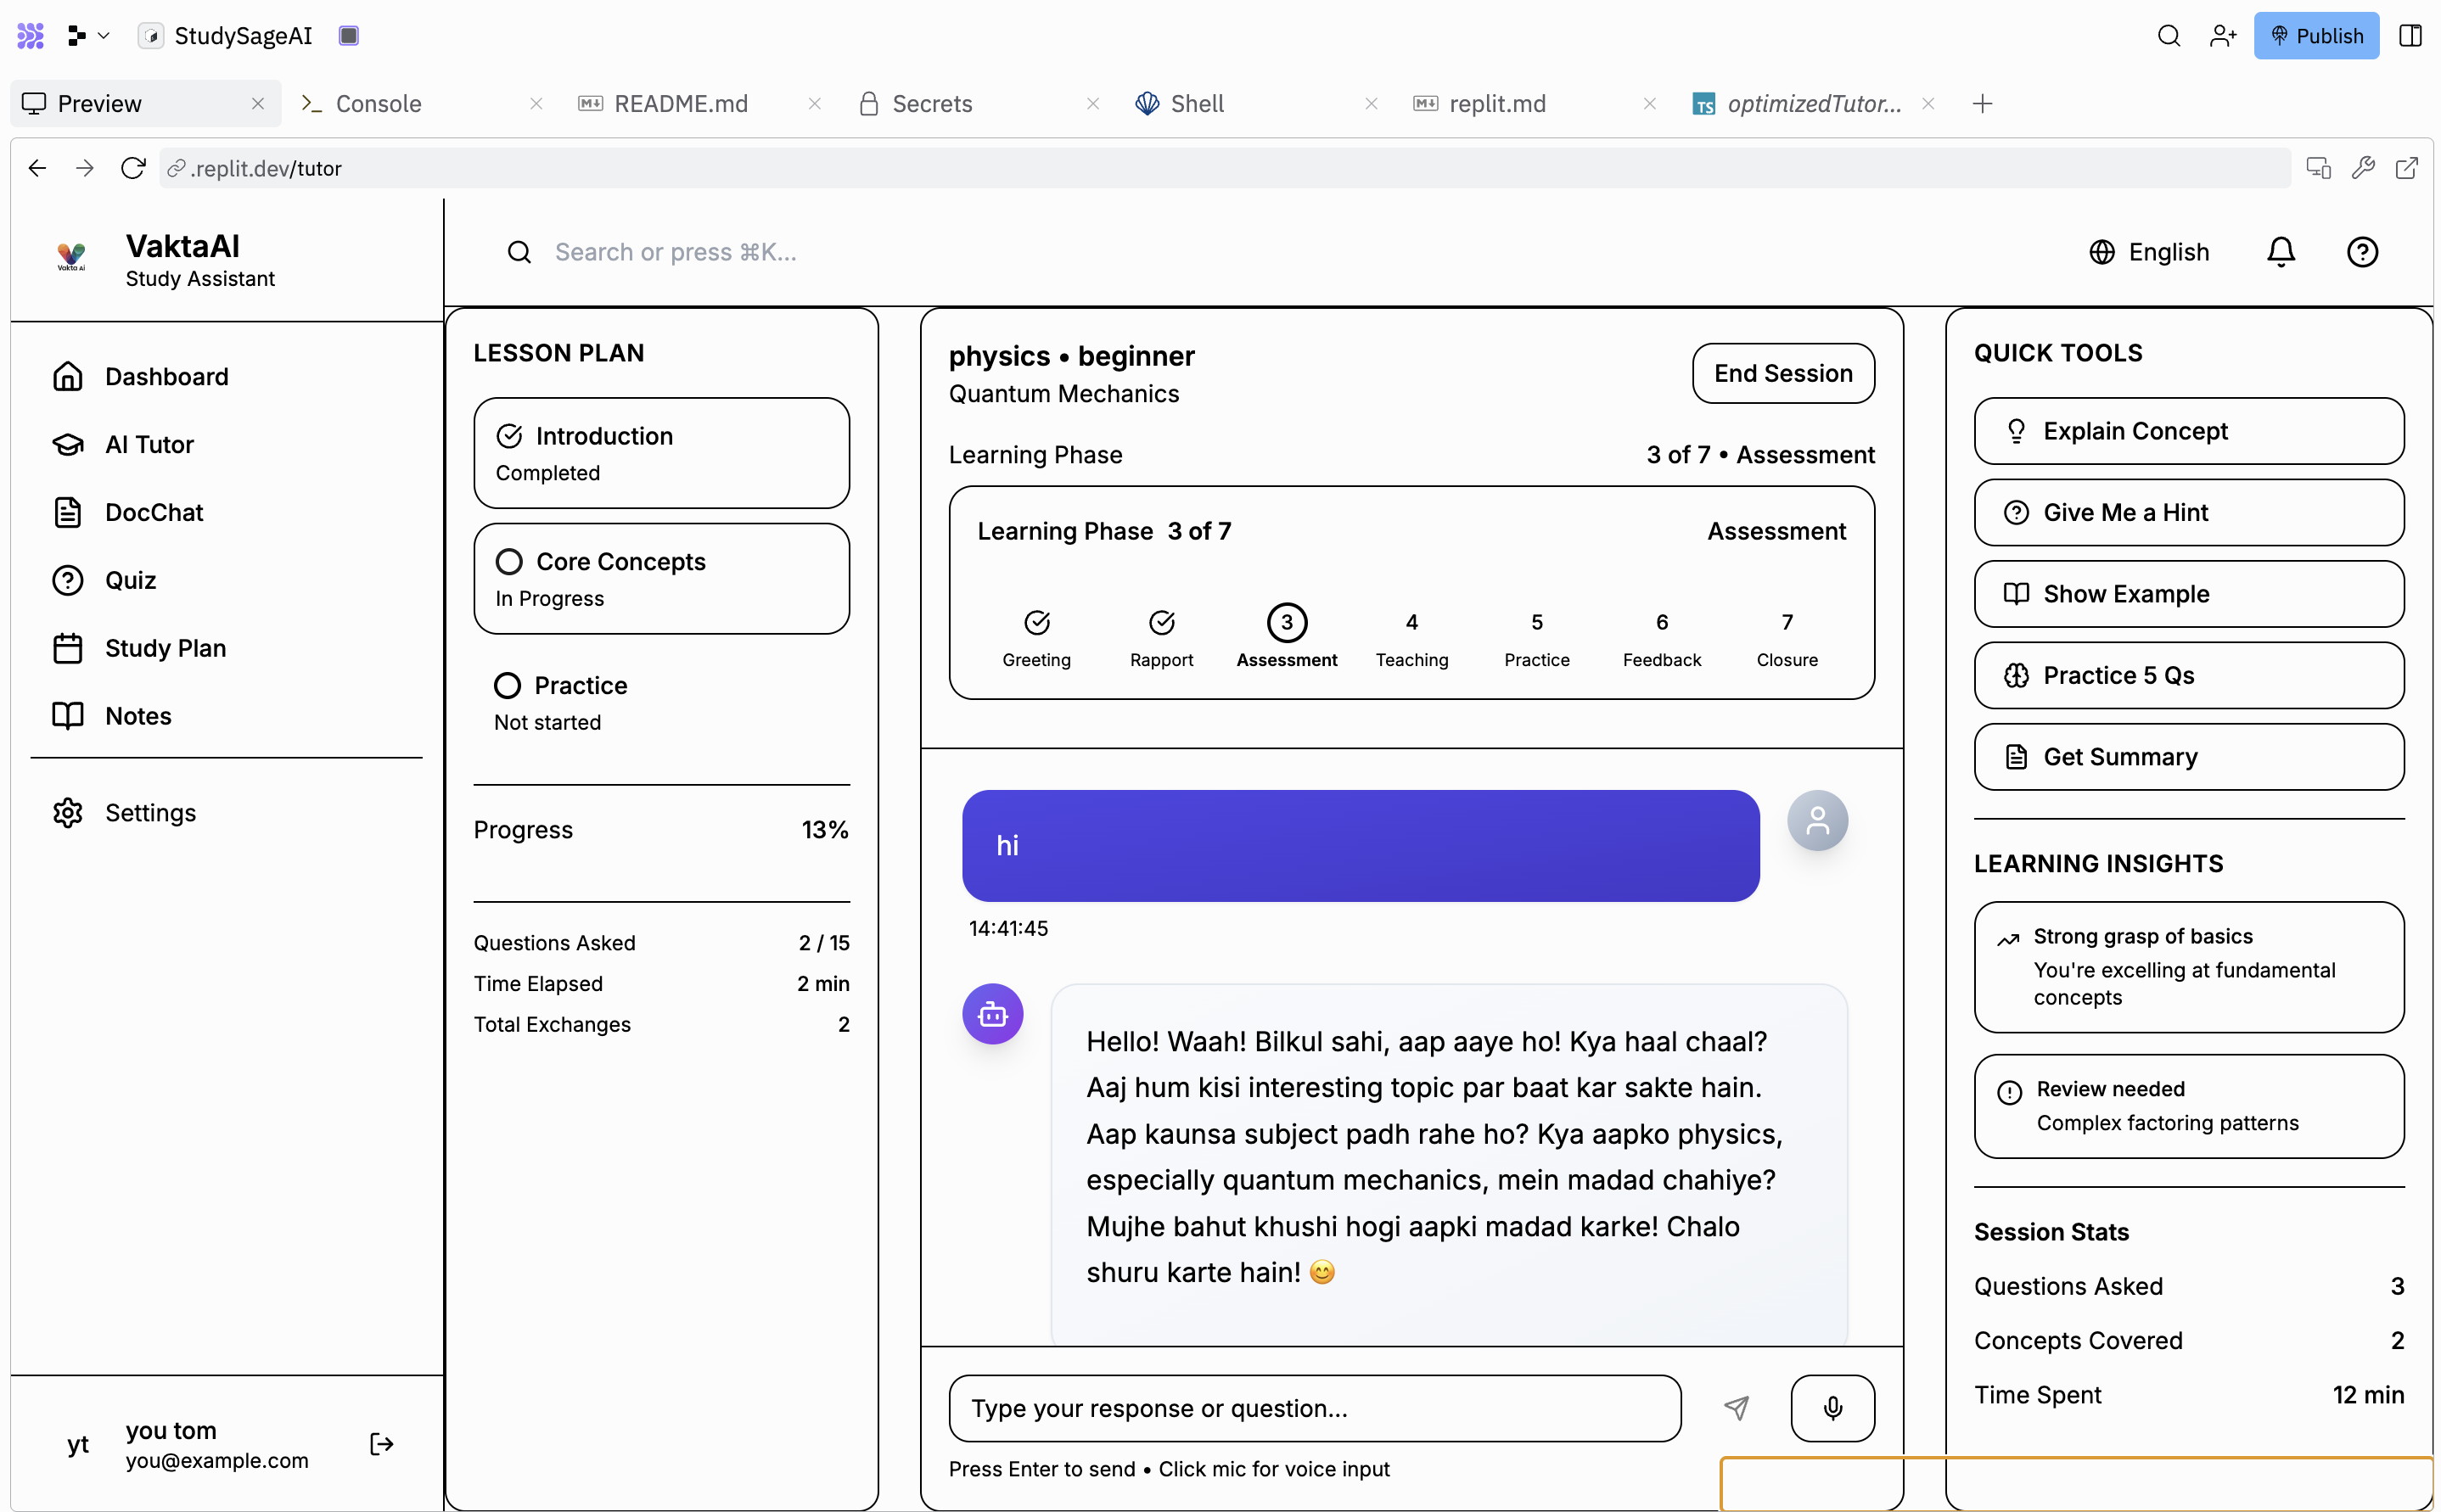 StudySageAI
Publish
Preview
Console
README.md
Secrets
Shell
replit.md
optimizedTutor...
.replit.dev/tutor
VaktaAI
Study Assistant
Vakta Ai
Search or press ⌘K...
English
Dashboard
AI Tutor
DocChat
Quiz
Study Plan
Notes
Settings
yt
you tom
you@example.com
LESSON PLAN
Introduction
Completed
Core Concepts
In Progress
Practice
Not started
Progress 13%
Questions Asked 2 / 15
Time Elapsed 2 min
Total Exchanges 2
physics • beginner
Quantum Mechanics
End Session
Learning Phase 3 of 7 • Assessment
Learning Phase 3 of 7 Assessment
3 4 5 6 7
Greeting Rapport Assessment Teaching Practice Feedback Closure
hi
14:41:45
Hello! Waah! Bilkul sahi, aap aaye ho! Kya haal chaal?
Aaj hum kisi interesting topic par baat kar sakte hain.
Aap kaunsa subject padh rahe ho? Kya aapko physics,
especially quantum mechanics, mein madad chahiye?
Mujhe bahut khushi hogi aapki madad karke! Chalo
shuru karte hain! 😊
Type your response or question...
Press Enter to send • Click mic for voice input
QUICK TOOLS
Explain Concept
Give Me a Hint
Show Example
Practice 5 Qs
Get Summary
LEARNING INSIGHTS
Strong grasp of basics
You're excelling at fundamental
concepts
Review needed
Complex factoring patterns
Session Stats
Questions Asked 3
Concepts Covered 2
Time Spent 12 min